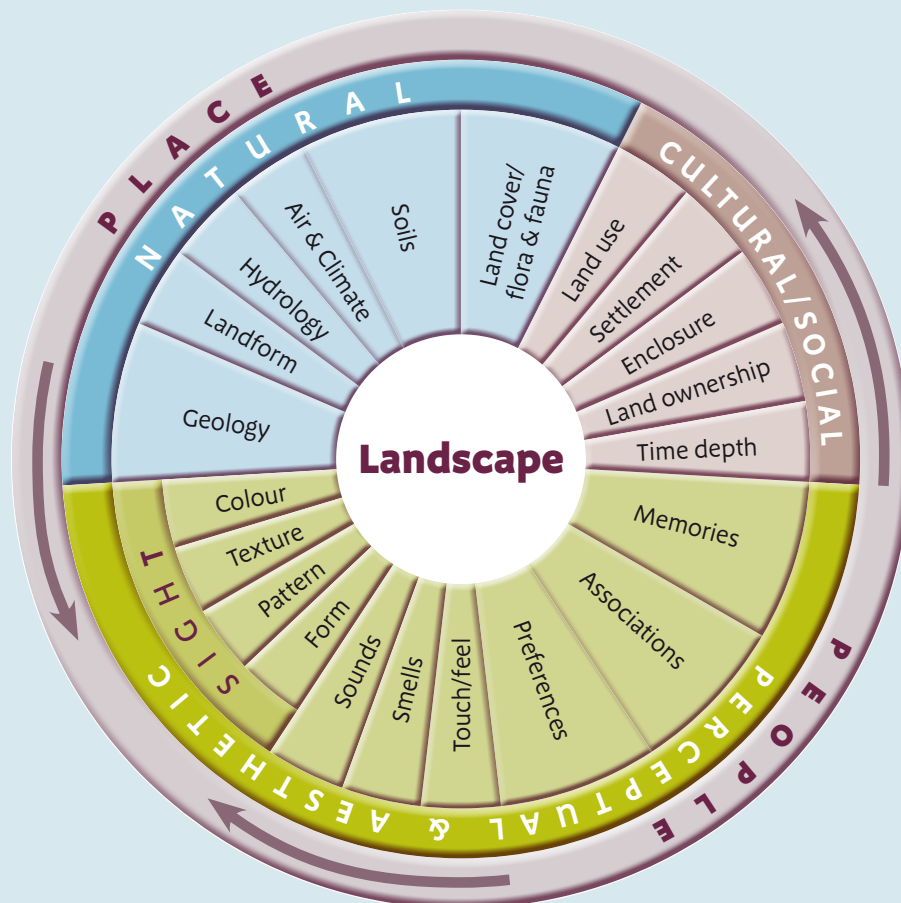 PLACE
NATURAL
CULTURAL/SOCIAL
Geology
Landform
Hydrology
Air & Climate
Soils
Land cover/
flora & fauna
Land use
Settlement
Enclosure
Land ownership
Time depth
Landscape
Memories
Associations
Preferences
Touch/feel
Smells
Sounds
Form
Pattern
Texture
Colour
SIGHT
PERCEPTUAL & AESTHETIC
PEOPLE